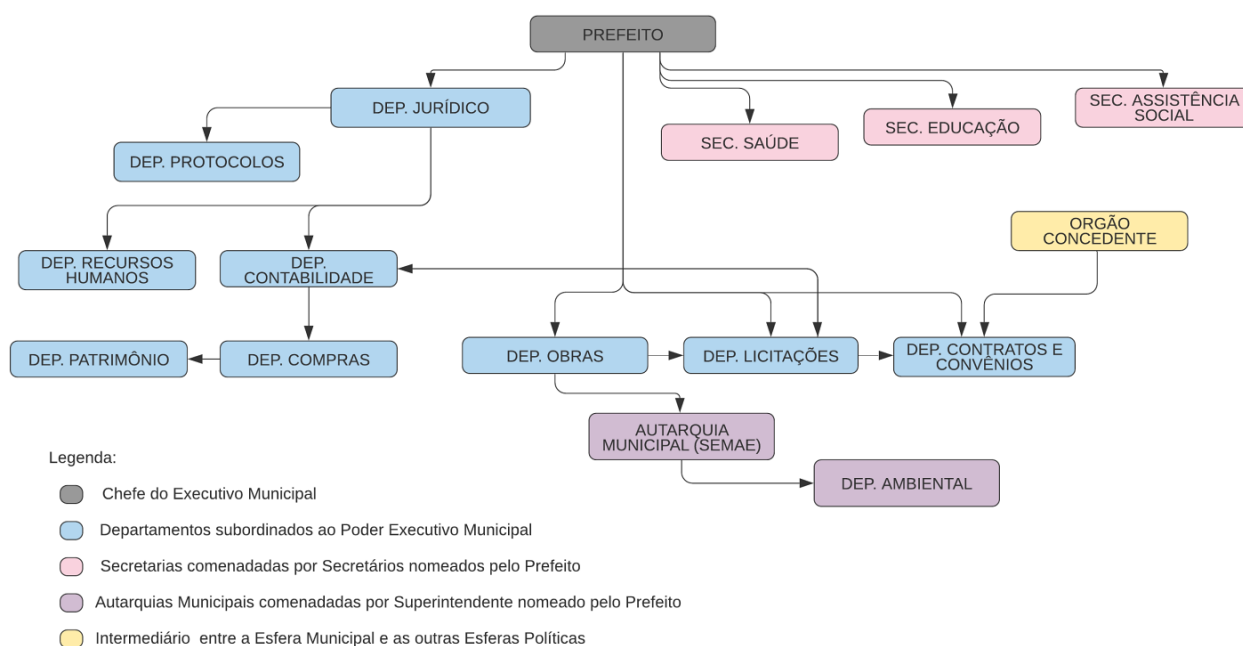 PREFEITO
DEP. JURÍDICO
SEC. ASSISTÊNCIA
SOCIAL
SEC. EDUCAÇÃO
SEC. SAÚDE
DEP. PROTOCOLOS
ORGÃO
CONCEDENTE
DEP. RECURSOS
HUMANOS
DEP.
CONTABILIDADE
DEP. PATRIMÔNIO
DEP. COMPRAS
DEP. OBRAS
DEP. LICITAÇÕES
DEP. CONTRATOS E
CONVÊNIOS
AUTARQUIA
MUNICIPAL (SEMAE)
DEP. AMBIENTAL
Legenda:
Chefe do Executivo Municipal
Departamentos subordinados ao Poder Executivo Municipal
Secretarias comenadadas por Secretários nomeados pelo Prefeito
Autarquias Municipais comenadadas por Superintendente nomeado pelo Prefeito
Intermediário entre a Esfera Municipal e as outras Esferas Políticas